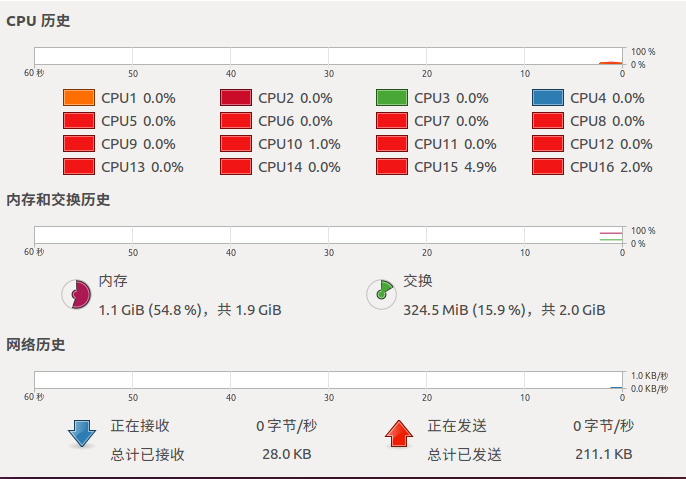 CPU 历史
100 %
0 %
60 秒 50 40 30 20 10 0
CPU1 0.0% CPU2 0.0% CPU3 0.0% CPU4 0.0%
CPU5 0.0% CPU6 0.0% CPU7 0.0% CPU8 0.0%
CPU9 0.0% CPU10 1.0% CPU11 0.0% CPU12 0.0%
CPU13 0.0% CPU14 0.0% CPU15 4.9% CPU16 2.0%
内存和交换历史
100 %
0 %
60 秒 50 40 30 20 10 0
内存 交换
1.1 GiB (54.8 %)，共 1.9 GiB 324.5 MiB (15.9 %)，共 2.0 GiB
网络历史
1.0 KB/秒
0.0 KB/秒
60 秒 50 40 30 20 10 0
正在接收 0 字节/秒 正在发送 0 字节/秒
总计已接收 28.0 KB 总计已发送 211.1 KB